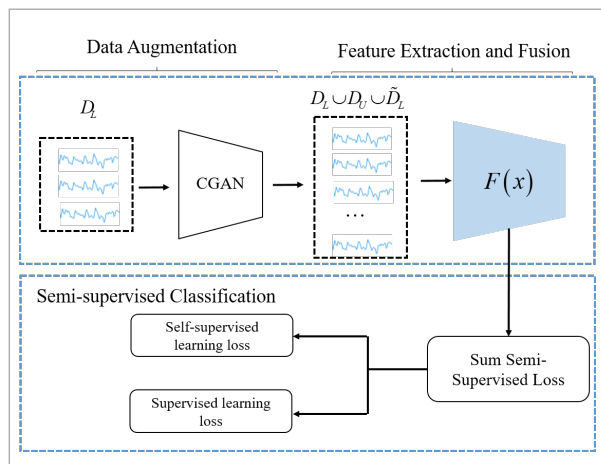 Data Augmentation
Feature Extraction and Fusion
D_L
D_L ∪ D_U ∪ D̃_L
CGAN
F(x)
...
Semi-supervised Classification
Self-supervised
learning loss
Supervised learning
loss
Sum Semi-
Supervised Loss